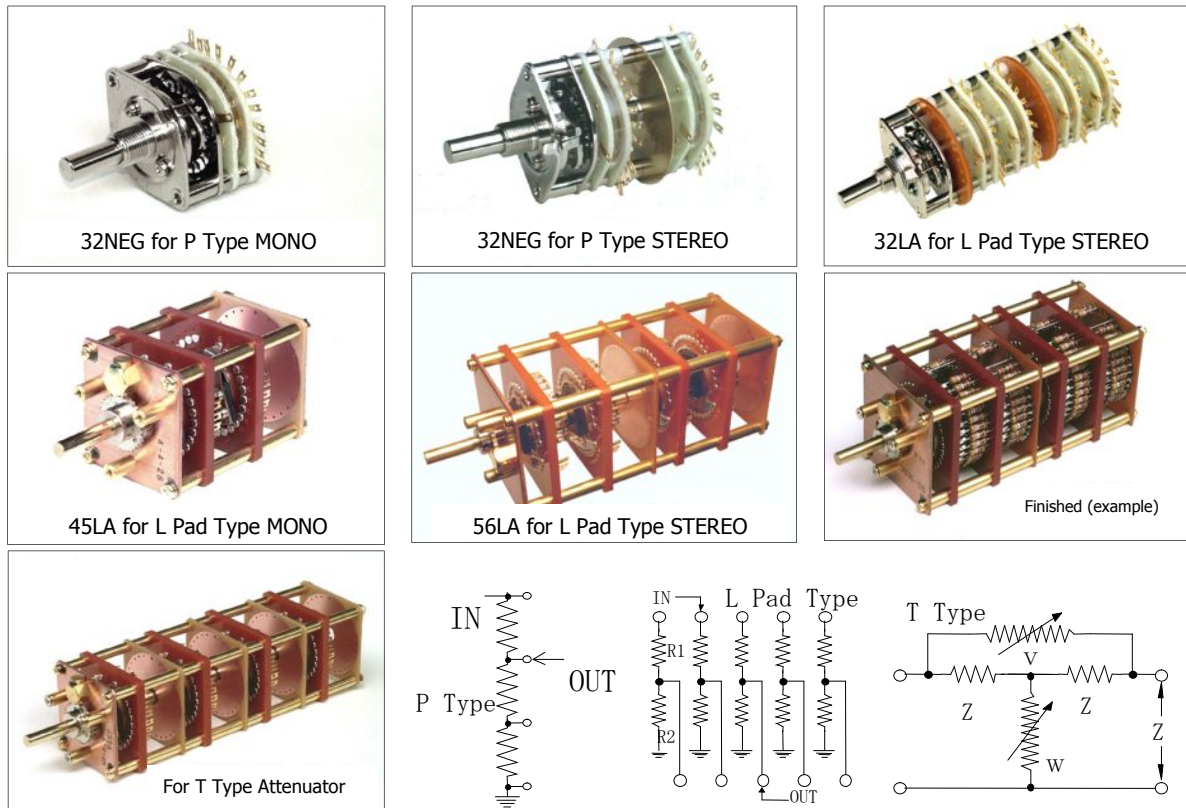 32NEG for P Type MONO
32NEG for P Type STEREO
32LA for L Pad Type STEREO
45LA for L Pad Type MONO
56LA for L Pad Type STEREO
Finished (example)
For T Type Attenuator
IN
OUT
P Type
IN
L Pad Type
R1
R2
OUT
T Type
V
Z
Z
Z
W